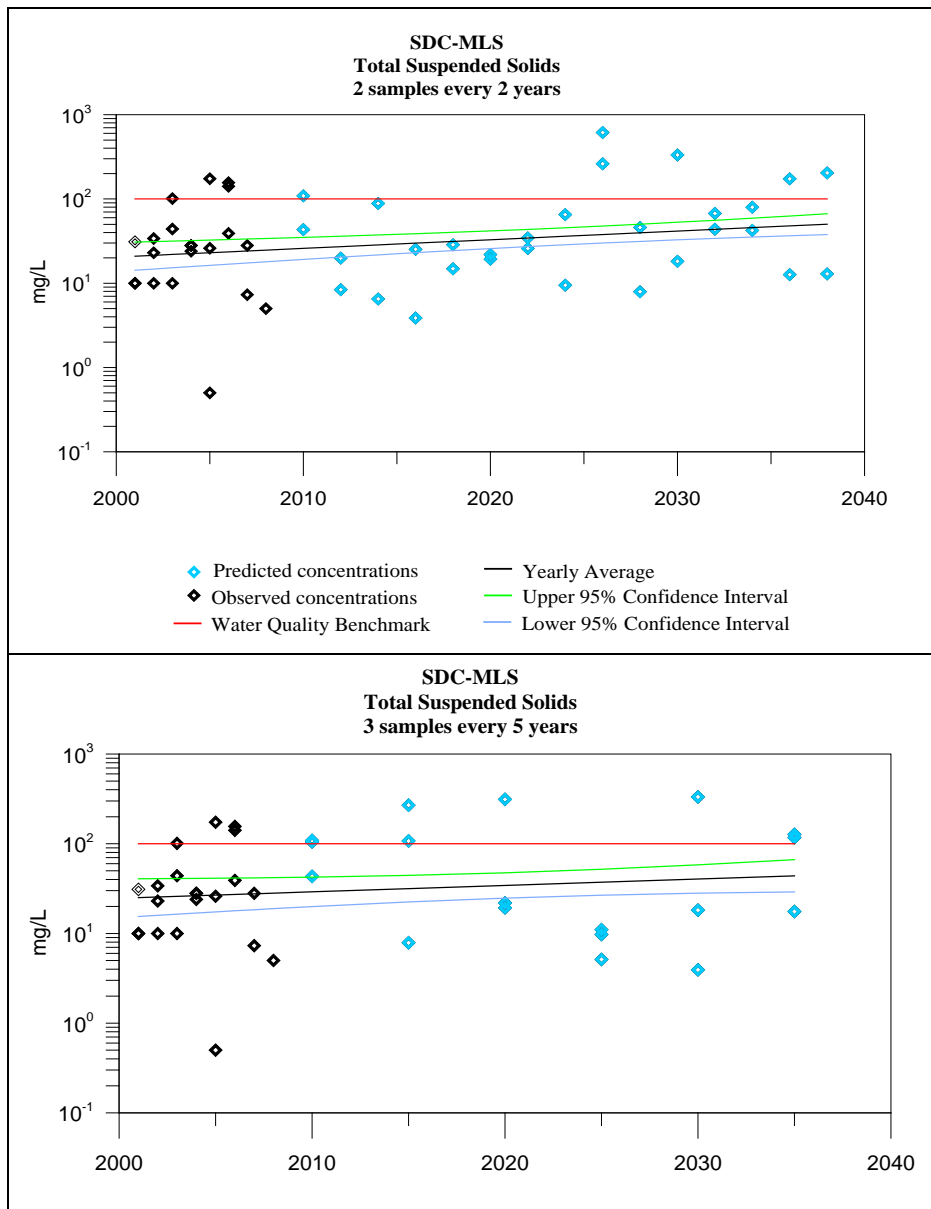 SDC-MLS
Total Suspended Solids
2 samples every 2 years
10^3
10^2
10^1
10^0
10^-1
mg/L
2000 2010 2020 2030 2040
Predicted concentrations Yearly Average
Observed concentrations Upper 95% Confidence Interval
Water Quality Benchmark Lower 95% Confidence Interval
SDC-MLS
Total Suspended Solids
3 samples every 5 years
10^3
10^2
10^1
10^0
10^-1
mg/L
2000 2010 2020 2030 2040